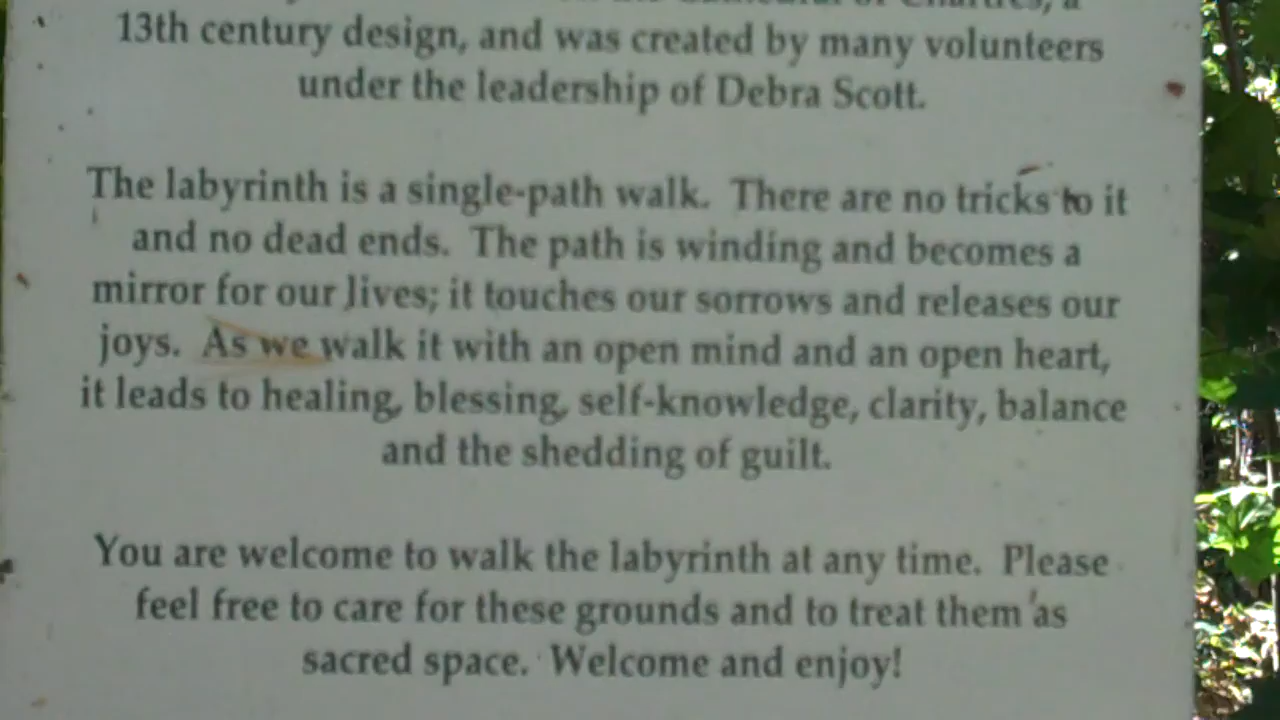 Cathedral of Chartres, a
13th century design, and was created by many volunteers
under the leadership of Debra Scott.
The labyrinth is a single-path walk. There are no tricks to it
and no dead ends. The path is winding and becomes a
mirror for our lives; it touches our sorrows and releases our
joys. As we walk it with an open mind and an open heart,
it leads to healing, blessing, self-knowledge, clarity, balance
and the shedding of guilt.
You are welcome to walk the labyrinth at any time. Please
feel free to care for these grounds and to treat them as
sacred space. Welcome and enjoy!